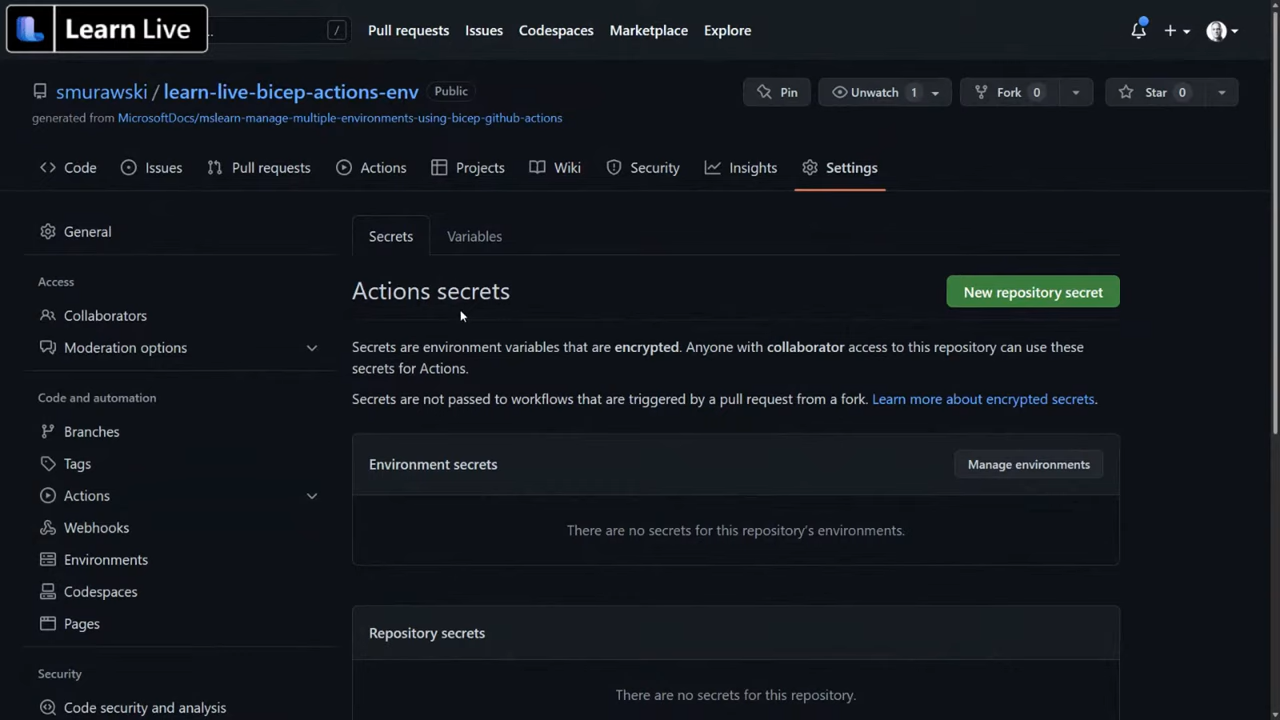 Learn Live
.. /
Pull requests Issues Codespaces Marketplace Explore
smurawski / learn-live-bicep-actions-env Public
Pin Unwatch 1 Fork 0 Star 0
generated from MicrosoftDocs/mslearn-manage-multiple-environments-using-bicep-github-actions
Code Issues Pull requests Actions Projects Wiki Security Insights Settings
General
Access
Collaborators
Moderation options
Code and automation
Branches
Tags
Actions
Webhooks
Environments
Codespaces
Pages
Security
Code security and analysis
Secrets Variables
Actions secrets
New repository secret
Secrets are environment variables that are encrypted. Anyone with collaborator access to this repository can use these
secrets for Actions.
Secrets are not passed to workflows that are triggered by a pull request from a fork. Learn more about encrypted secrets.
Environment secrets
Manage environments
There are no secrets for this repository's environments.
Repository secrets
There are no secrets for this repository.